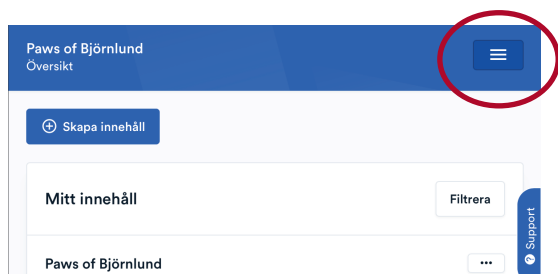 Paws of Björnlund
Översikt
Skapa innehåll
Mitt innehåll
Filtrera
Support
Paws of Björnlund